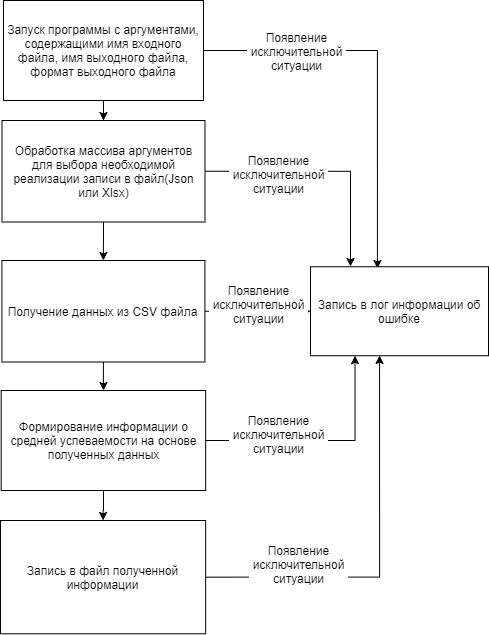 Запуск программы с аргументами,
содержащими имя входного
файла, имя выходного файла,
формат выходного файла
Появление
исключительной
ситуации
Обработка массива аргументов
для выбора необходимой
реализации записи в файл(Json
или Xlsx)
Появление
исключительной
ситуации
Получение данных из CSV файла
Появление
исключительной
ситуации
Запись в лог информации об
ошибке
Формирование информации о
средней успеваемости на основе
полученных данных
Появление
исключительной
ситуации
Запись в файл полученной
информации
Появление
исключительной
ситуации